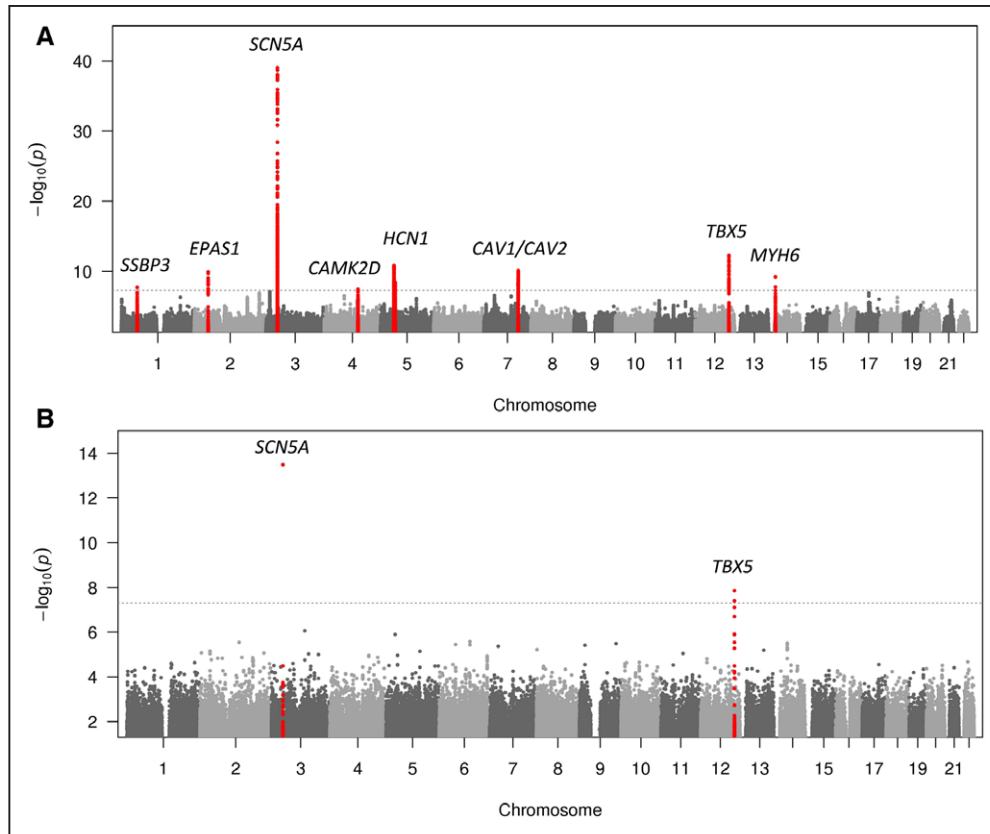 A
SCN5A
40
30
20
10
−log10(p)
SSBP3
EPAS1
CAMK2D
HCN1
CAV1/CAV2
TBX5
MYH6
1 2 3 4 5 6 7 8 9 10 11 12 13 15 17 19 21
Chromosome
B
SCN5A
14
12
10
8
6
4
2
−log10(p)
TBX5
1 2 3 4 5 6 7 8 9 10 11 12 13 15 17 19 21
Chromosome